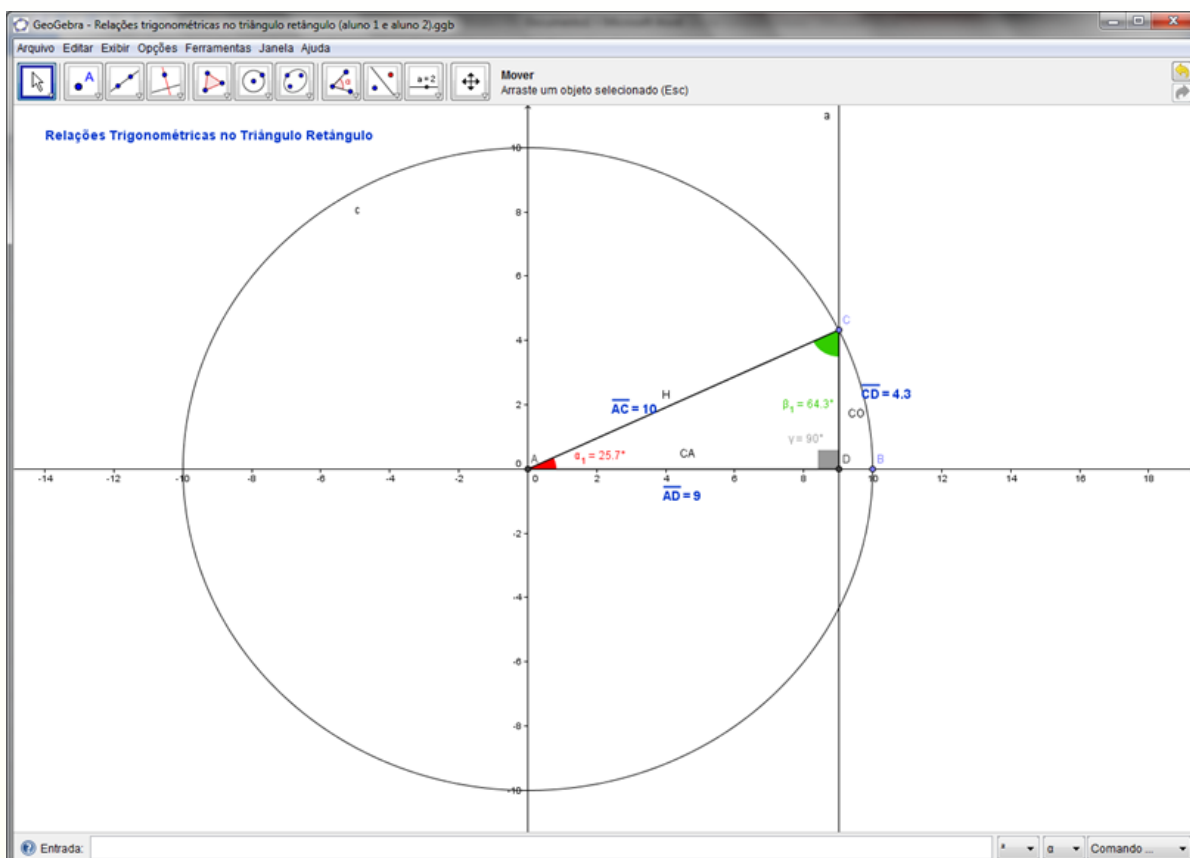 GeoGebra - Relações trigonométricas no triângulo retângulo (aluno 1 e aluno 2).ggb
Arquivo Editar Exibir Opções Ferramentas Janela Ajuda
A
α
a=2
Mover
Arraste um objeto selecionado (Esc)
Relações Trigonométricas no Triângulo Retângulo
a
10
c
8
6
4
C
H
AC = 10
CD = 4.3
2
β₁ = 64.3°
CO
γ = 90°
CA
α₁ = 25.7°
A
D
B
0
-14 -12 -10 -8 -6 -4 -2 0 2 4 6 8 10 12 14 16 18
AD = 9
-2
-4
-6
-8
-10
Entrada:
α
Comando ...